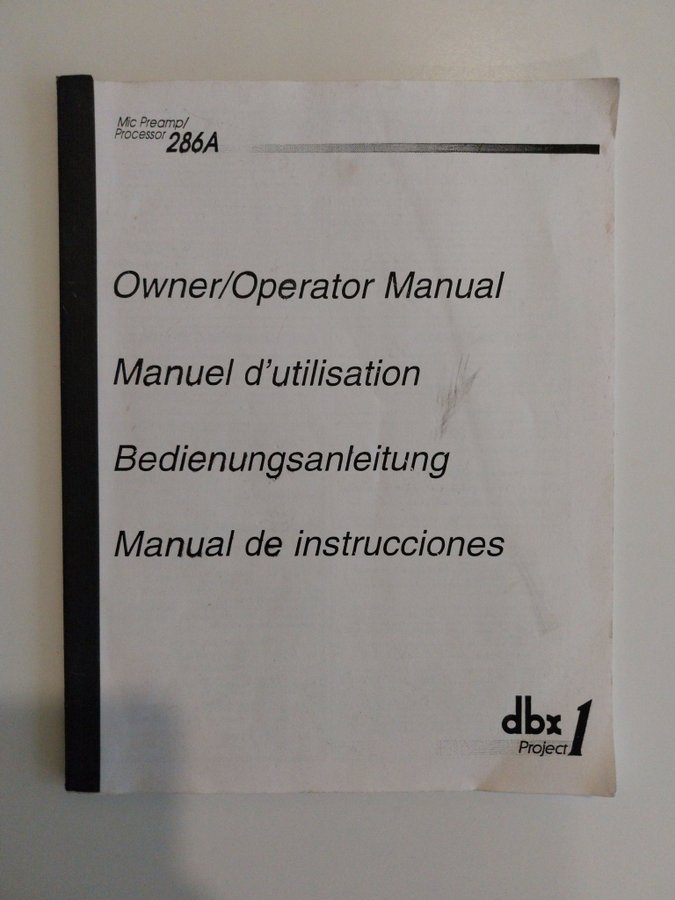 Mic Preamp/
Processor 286A
Owner/Operator Manual
Manuel d'utilisation
Bedienungsanleitung
Manual de instrucciones
dbx
Project 1